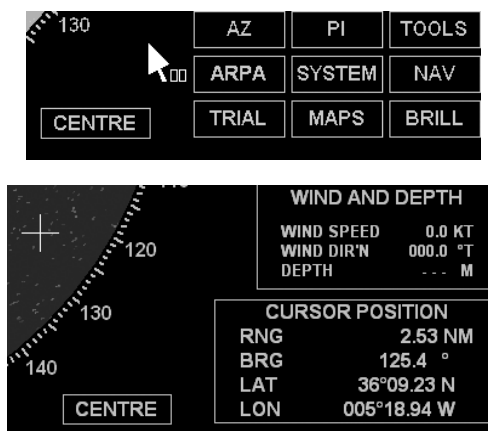 130
AZ PI TOOLS
ARPA SYSTEM NAV
CENTRE
TRIAL MAPS BRILL
WIND AND DEPTH
WIND SPEED 0.0 KT
WIND DIR'N 000.0 °T
DEPTH - - - M
120
130
140
CENTRE
CURSOR POSITION
RNG 2.53 NM
BRG 125.4 °
LAT 36°09.23 N
LON 005°18.94 W